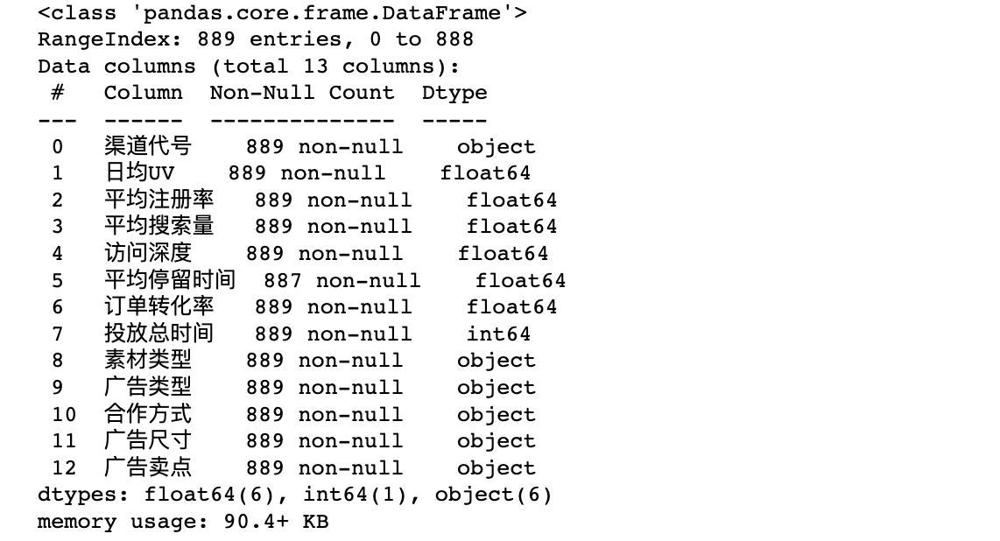 <class 'pandas.core.frame.DataFrame'>
RangeIndex: 889 entries, 0 to 888
Data columns (total 13 columns):
 #   Column  Non-Null Count  Dtype
---  ------  --------------  -----
 0   渠道代号    889 non-null    object
 1   日均UV    889 non-null    float64
 2   平均注册率   889 non-null    float64
 3   平均搜索量   889 non-null    float64
 4   访问深度    889 non-null    float64
 5   平均停留时间  887 non-null    float64
 6   订单转化率   889 non-null    float64
 7   投放总时间   889 non-null    int64
 8   素材类型    889 non-null    object
 9   广告类型    889 non-null    object
 10  合作方式    889 non-null    object
 11  广告尺寸    889 non-null    object
 12  广告卖点    889 non-null    object
dtypes: float64(6), int64(1), object(6)
memory usage: 90.4+ KB